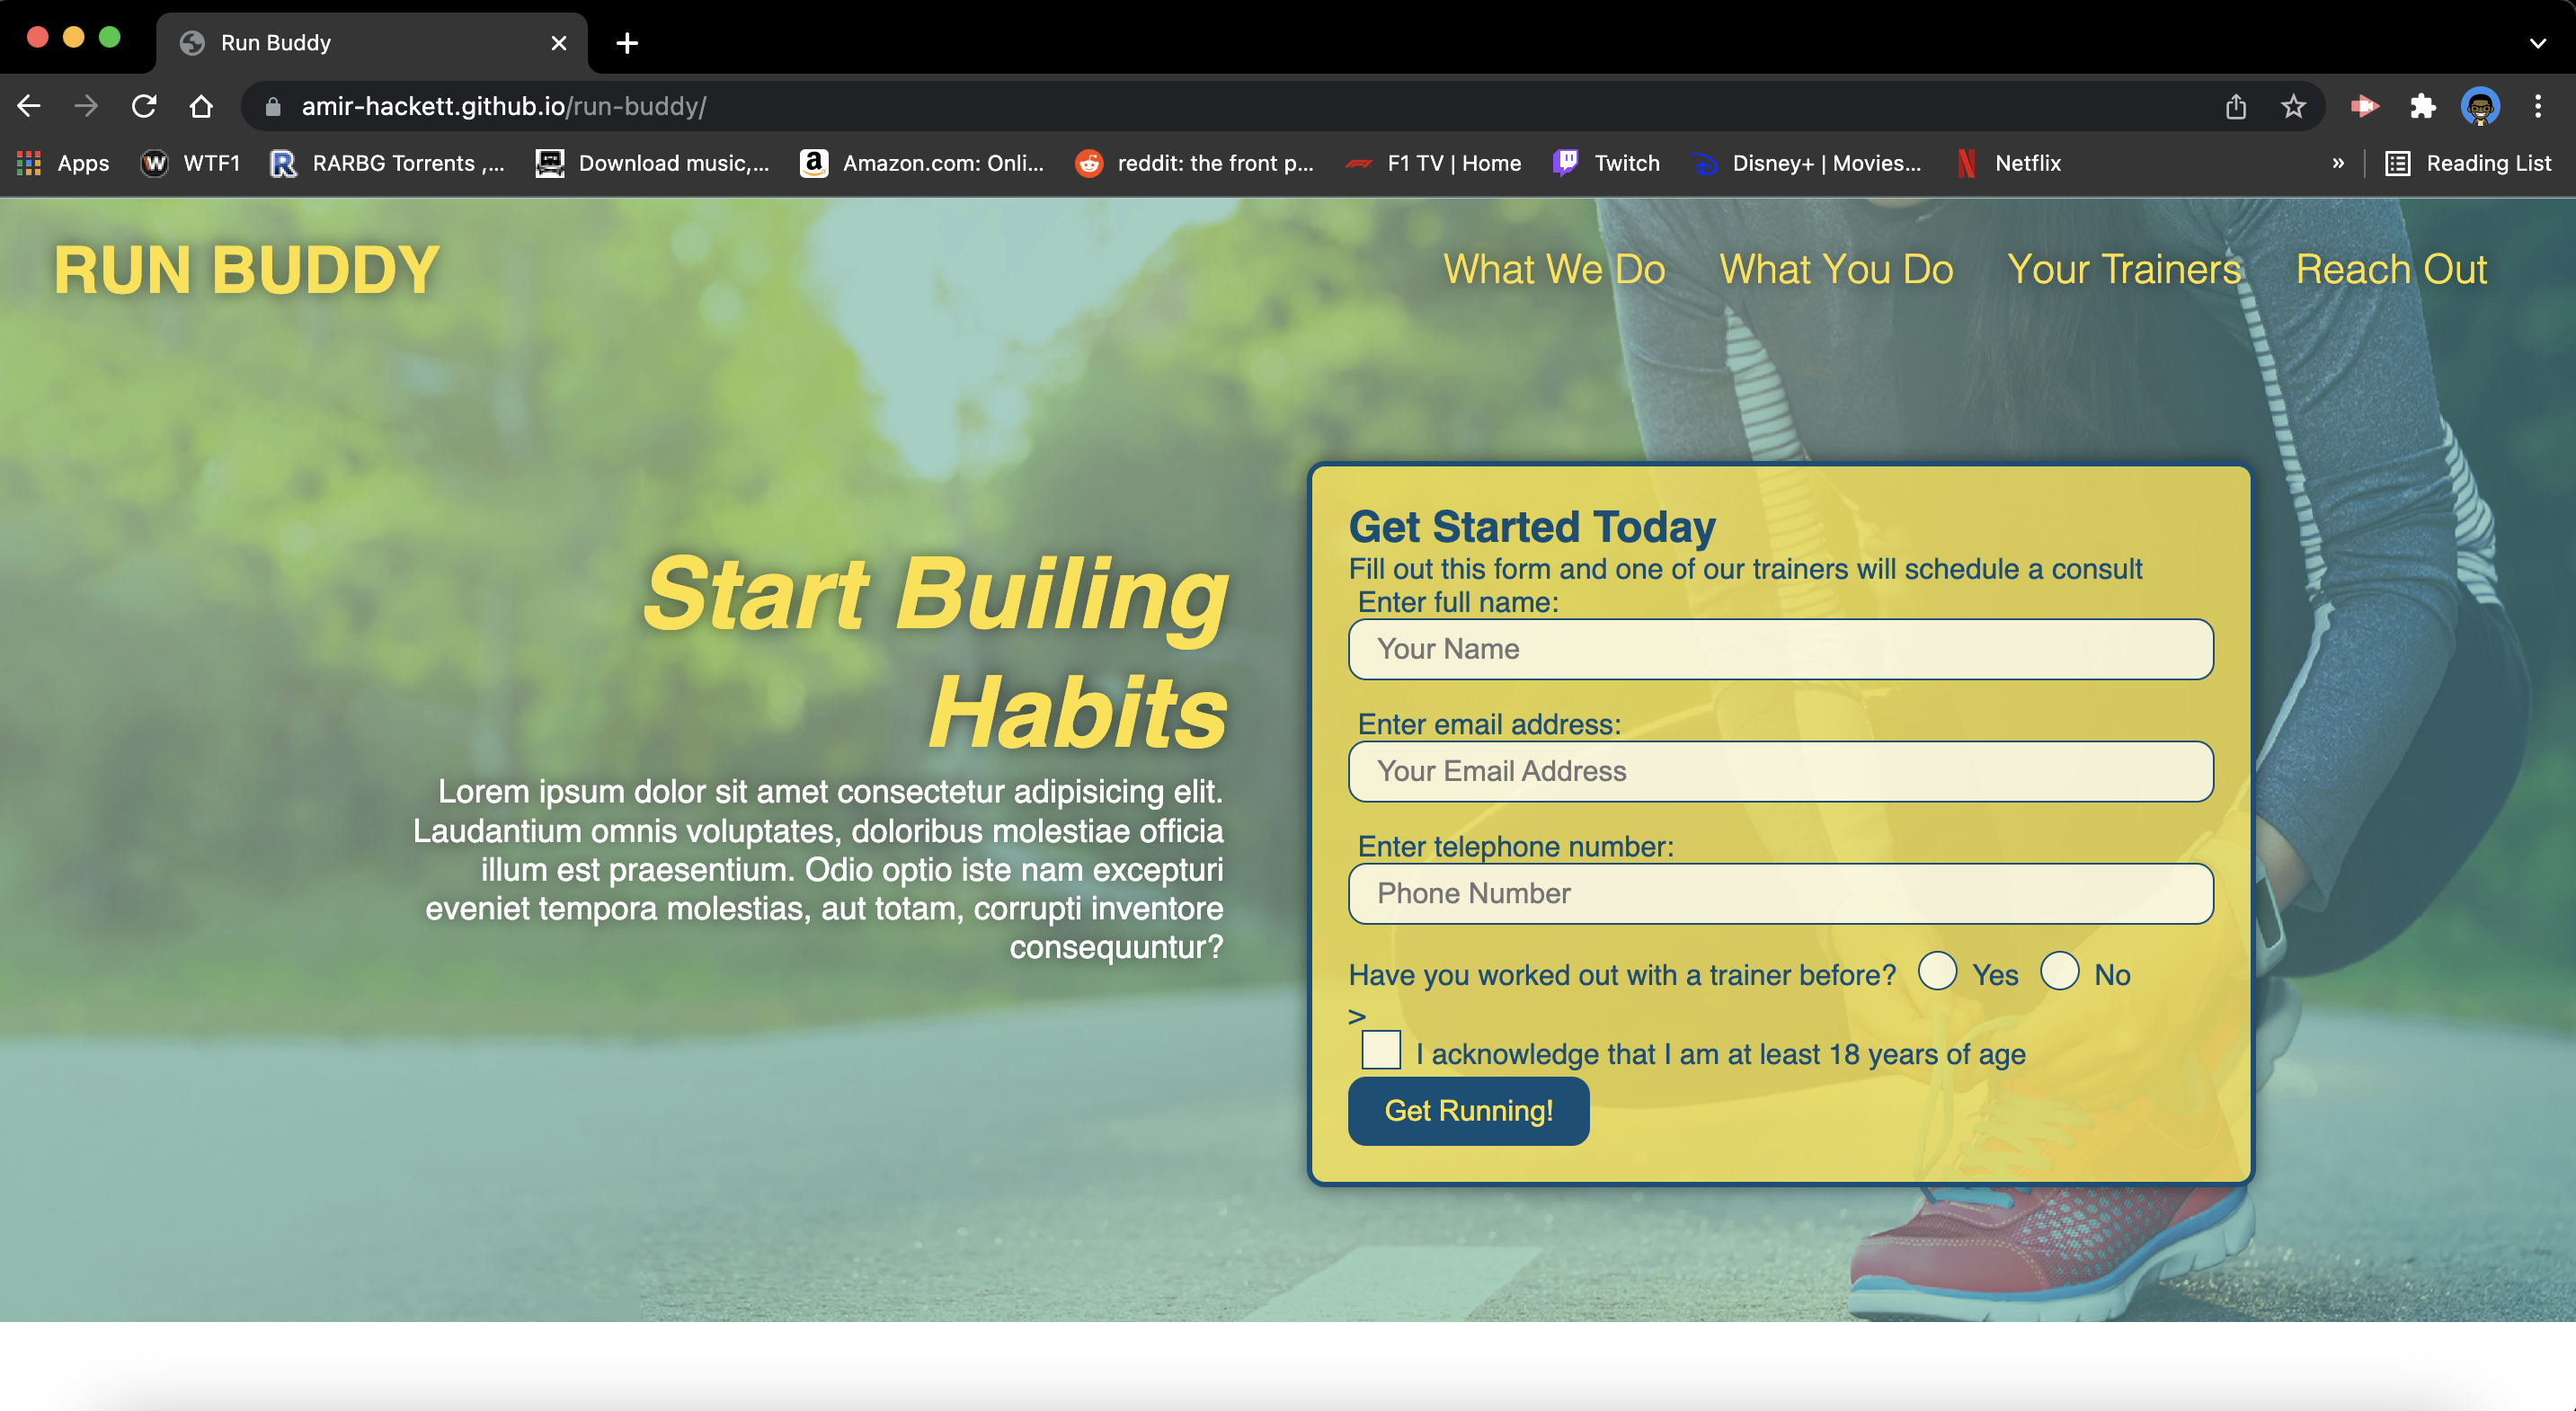 Run Buddy
amir-hackett.github.io/run-buddy/
Apps WTF1 RARBG Torrents ,... Download music,... Amazon.com: Onli... reddit: the front p... F1 TV | Home Twitch Disney+ | Movies... Netflix » Reading List
RUN BUDDY
What We Do What You Do Your Trainers Reach Out
Start Builing
Habits
Lorem ipsum dolor sit amet consectetur adipisicing elit.
Laudantium omnis voluptates, doloribus molestiae officia
illum est praesentium. Odio optio iste nam excepturi
eveniet tempora molestias, aut totam, corrupti inventore
consequuntur?
Get Started Today
Fill out this form and one of our trainers will schedule a consult
Enter full name:
Your Name
Enter email address:
Your Email Address
Enter telephone number:
Phone Number
Have you worked out with a trainer before? Yes No
>
I acknowledge that I am at least 18 years of age
Get Running!